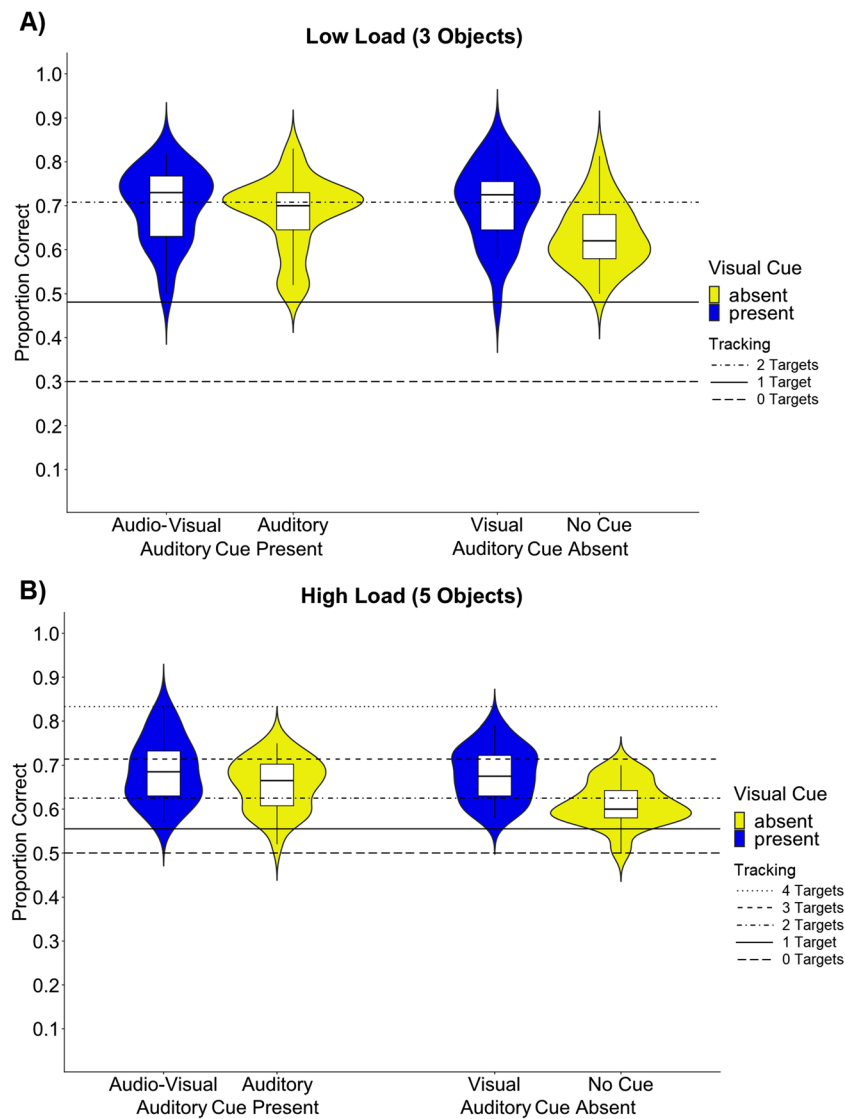 A)
Low Load (3 Objects)
Proportion Correct
1.0
0.9
0.8
0.7
0.6
0.5
0.4
0.3
0.2
0.1
Audio-Visual Auditory Visual No Cue
Auditory Cue Present Auditory Cue Absent
Visual Cue
absent
present
Tracking
2 Targets
1 Target
0 Targets
B)
High Load (5 Objects)
Proportion Correct
1.0
0.9
0.8
0.7
0.6
0.5
0.4
0.3
0.2
0.1
Audio-Visual Auditory Visual No Cue
Auditory Cue Present Auditory Cue Absent
Visual Cue
absent
present
Tracking
4 Targets
3 Targets
2 Targets
1 Target
0 Targets